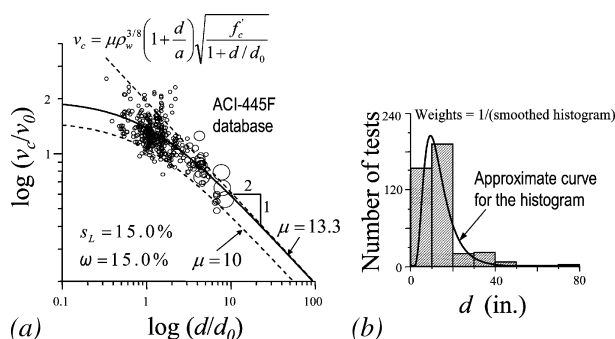 (a)
v_c = μρ_w^{3/8}(1 + d/a)√(f_c' / (1 + d/d_0))
log (v_c/v_0)
2
1
ACI-445F
database
2
1
μ = 13.3
μ = 10
s_L = 15.0%
ω = 15.0%
0.1 1 10 100
log (d/d_0)
(b)
Number of tests
240
120
0
Weights = 1/(smoothed histogram)
Approximate curve
for the histogram
0 40 80
d (in.)